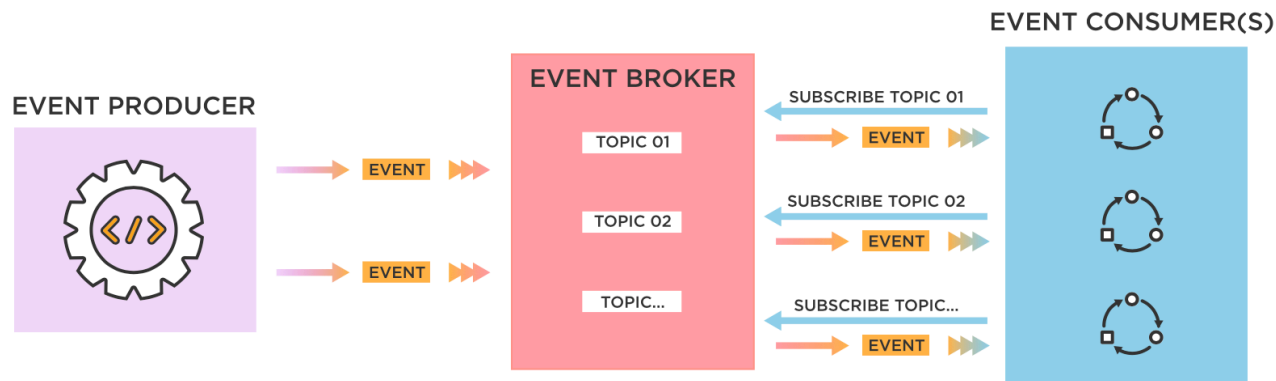 EVENT PRODUCER
</>
EVENT
EVENT
EVENT BROKER
TOPIC 01
TOPIC 02
TOPIC...
SUBSCRIBE TOPIC 01
EVENT
SUBSCRIBE TOPIC 02
EVENT
SUBSCRIBE TOPIC...
EVENT
EVENT CONSUMER(S)